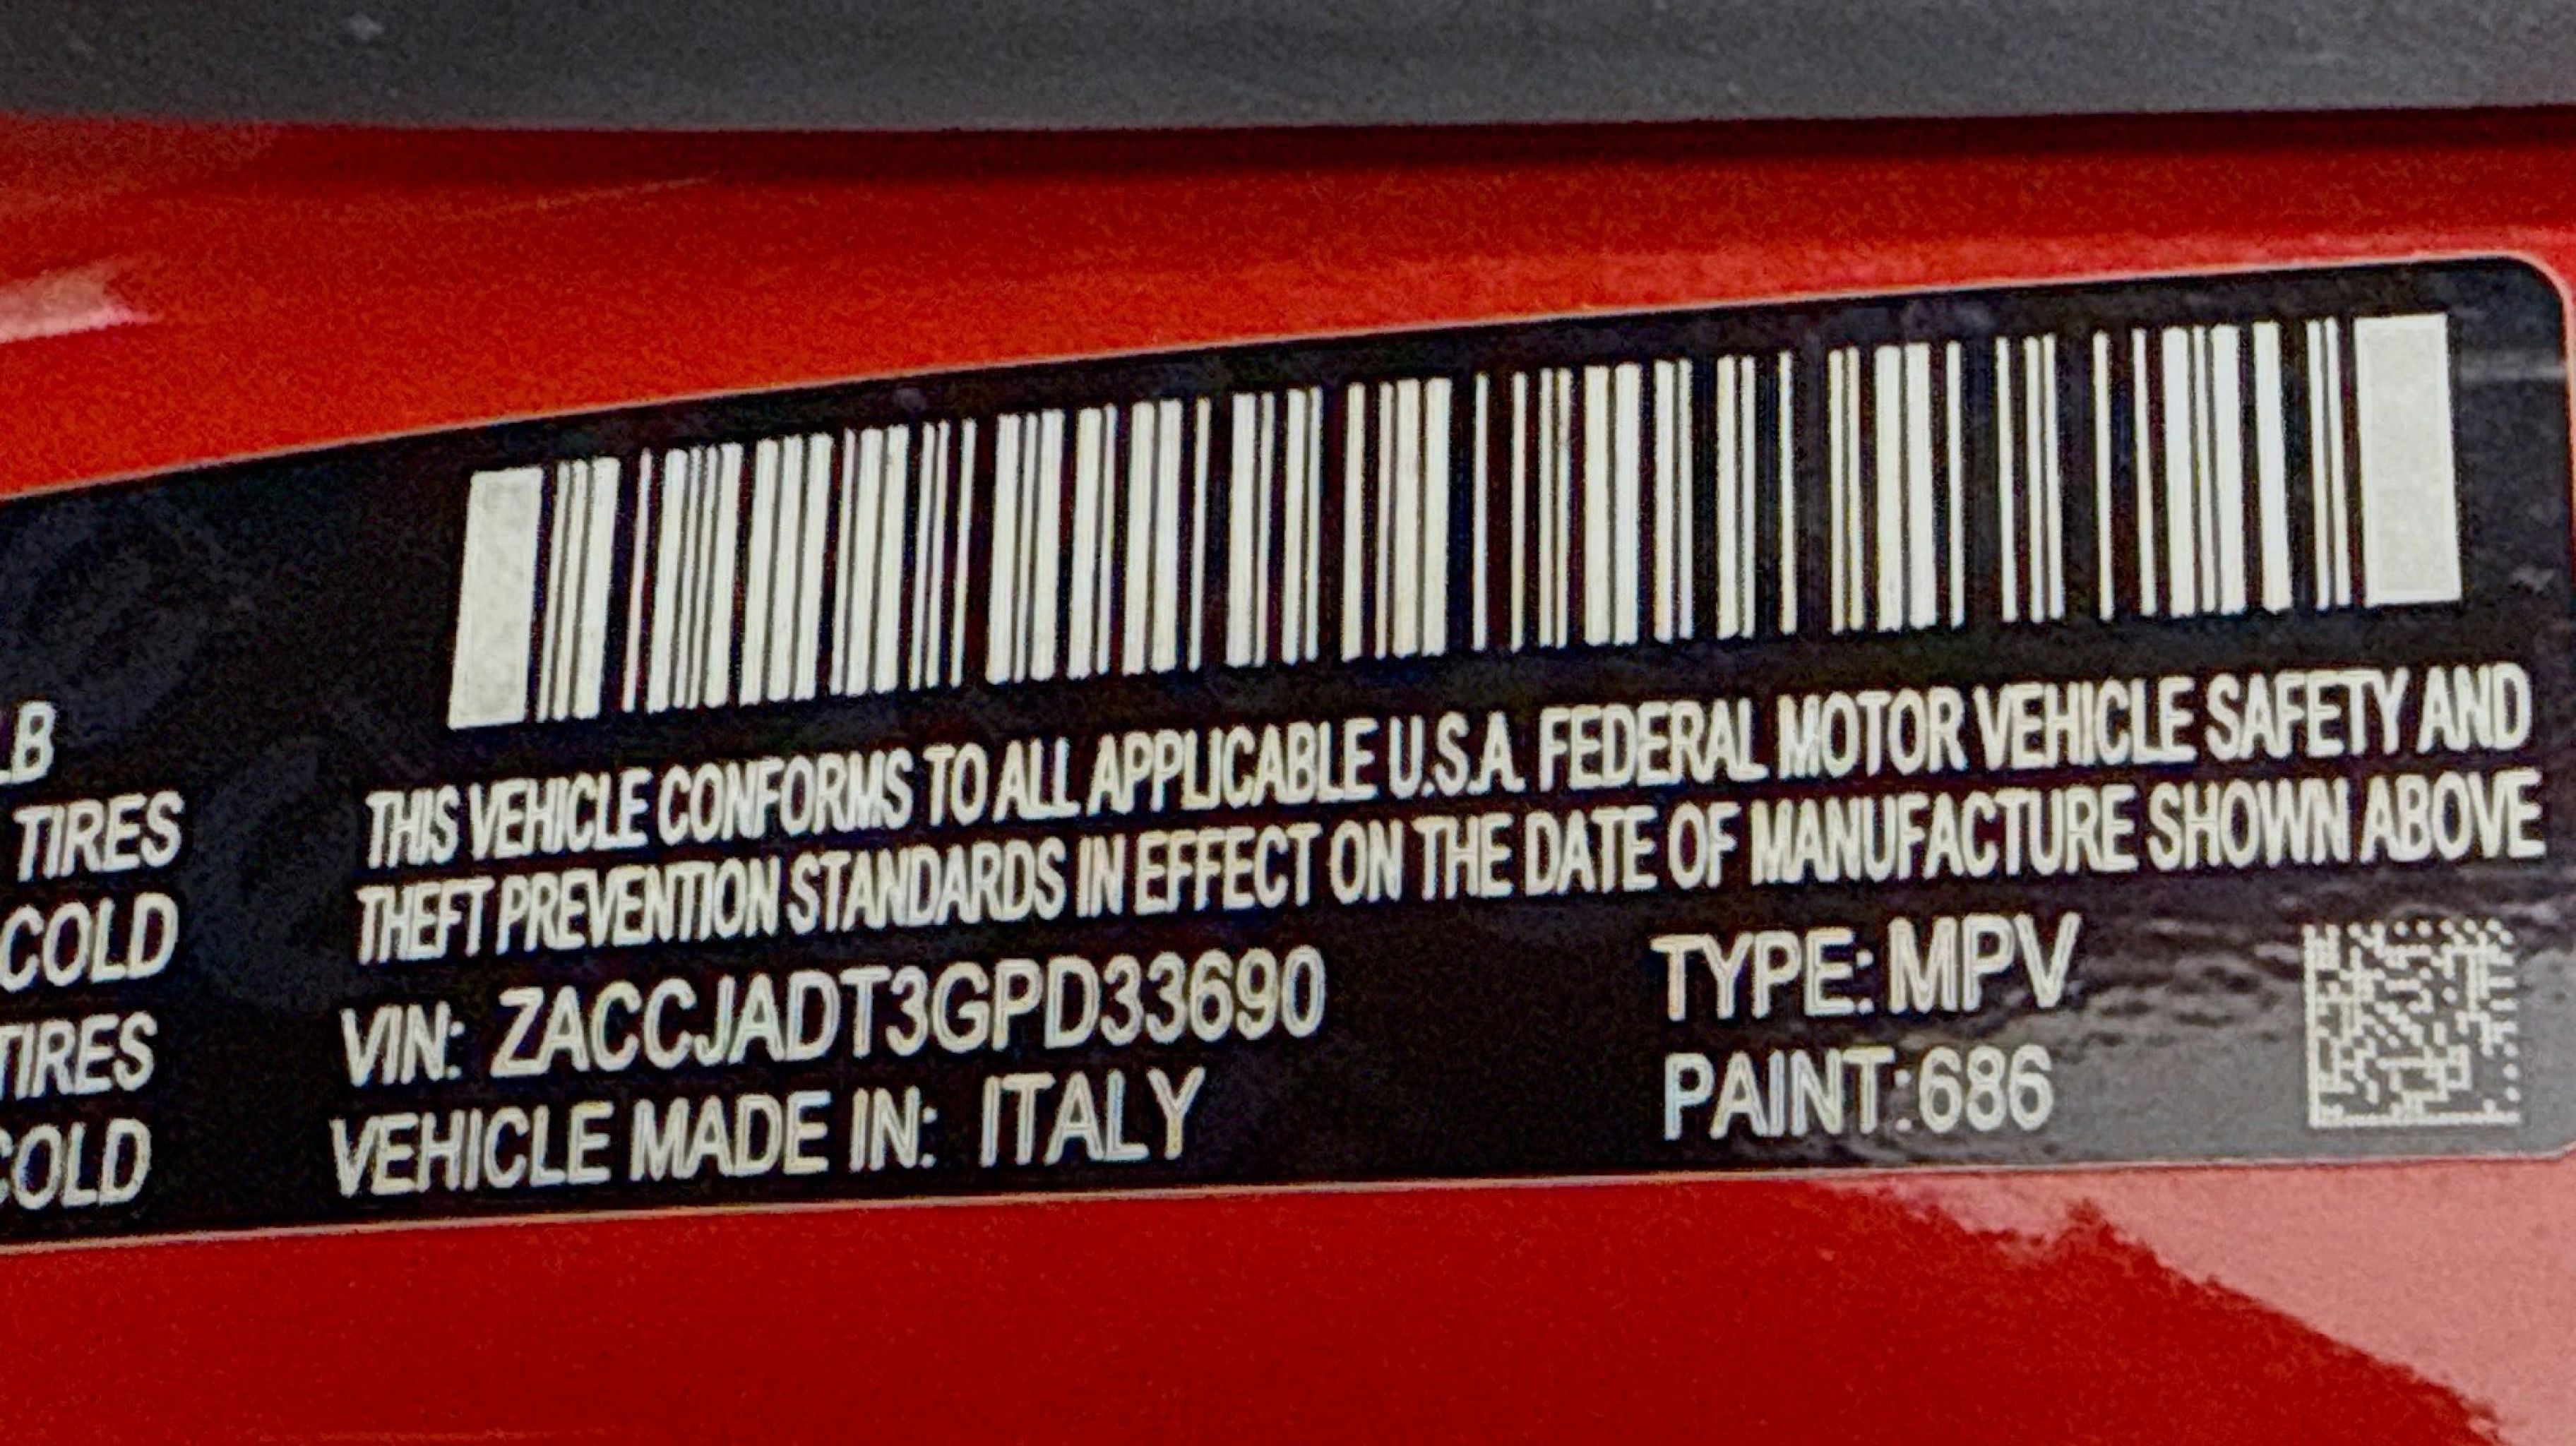 LB
TIRES
COLD
TIRES
COLD
THIS VEHICLE CONFORMS TO ALL APPLICABLE U.S.A. FEDERAL MOTOR VEHICLE SAFETY AND
THEFT PREVENTION STANDARDS IN EFFECT ON THE DATE OF MANUFACTURE SHOWN ABOVE
VIN: ZACCJADT3GPD33690
TYPE: MPV
VEHICLE MADE IN: ITALY
PAINT:686